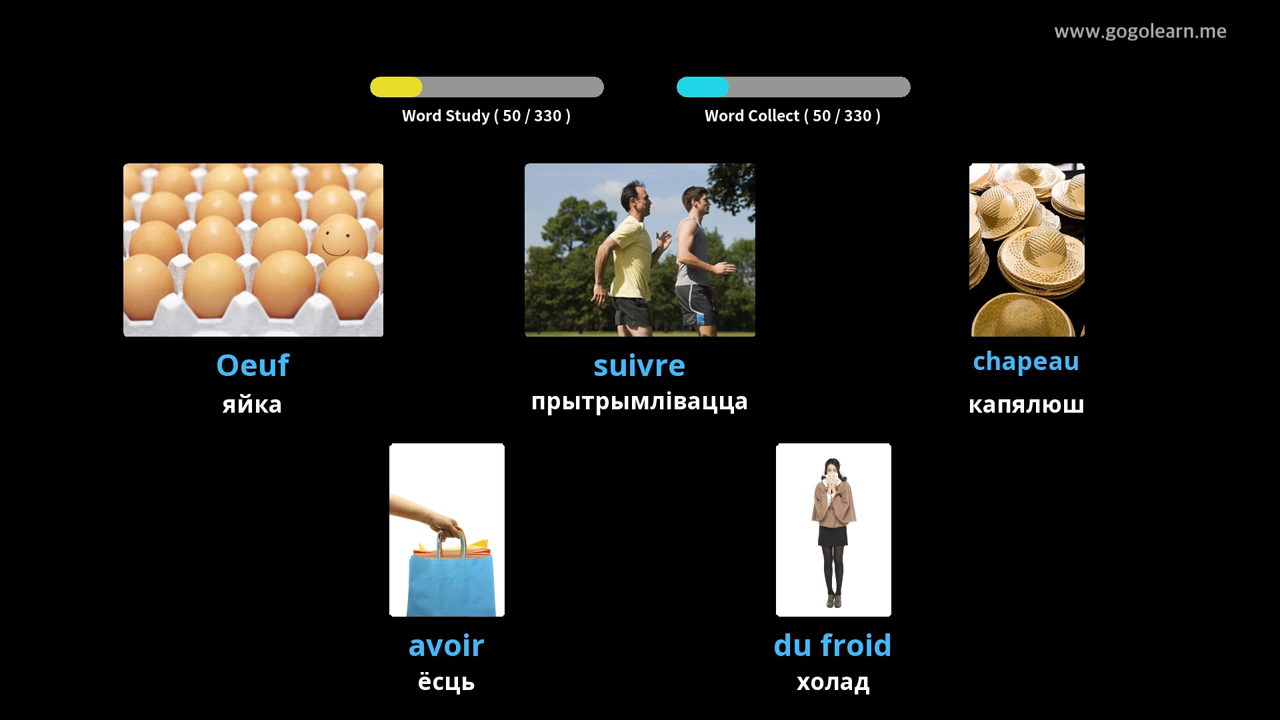 www.gogolearn.me
Word Study ( 50 / 330 )
Word Collect ( 50 / 330 )
Oeuf
яйка
suivre
прытрымлівацца
chapeau
капялюш
avoir
ёсць
du froid
холад